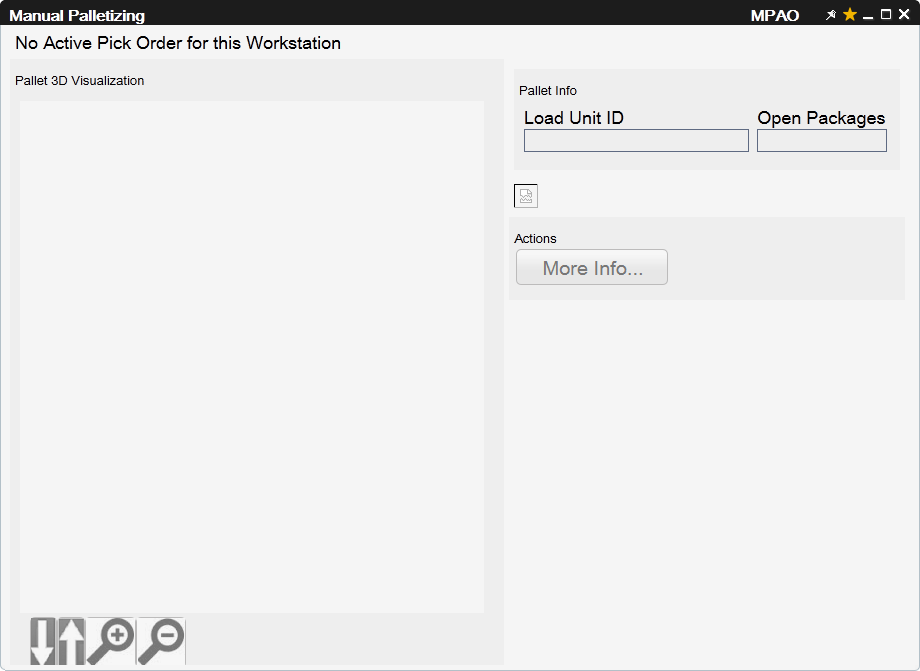 Manual Palletizing MPAO
No Active Pick Order for this Workstation
Pallet 3D Visualization
Pallet Info
Load Unit ID Open Packages
Actions
More Info...